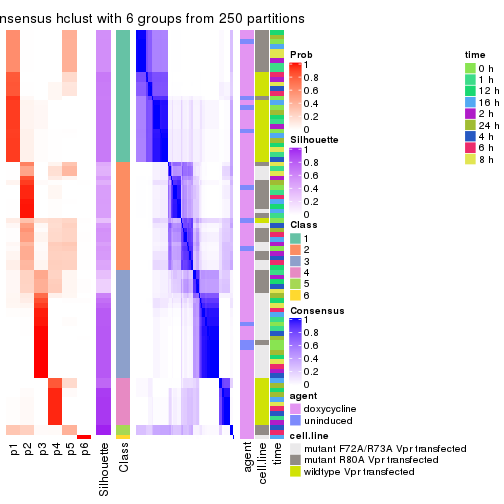 nsensus hclust with 6 groups from 250 partitions
Prob
1
0.8
0.6
0.4
0.2
0
Silhouette
1
0.8
0.6
0.4
0.2
0
Class
1
2
3
4
5
6
Consensus
1
0.8
0.6
0.4
0.2
0
agent
doxycycline
uninduced
cell.line
mutant F72A/R73A Vpr transfected
mutant R80A Vpr transfected
wildtype Vpr transfected
time
0 h
1 h
12 h
16 h
2 h
24 h
4 h
6 h
8 h
p1
p2
p3
p4
p5
p6
Silhouette
Class
agent
cell.line
time